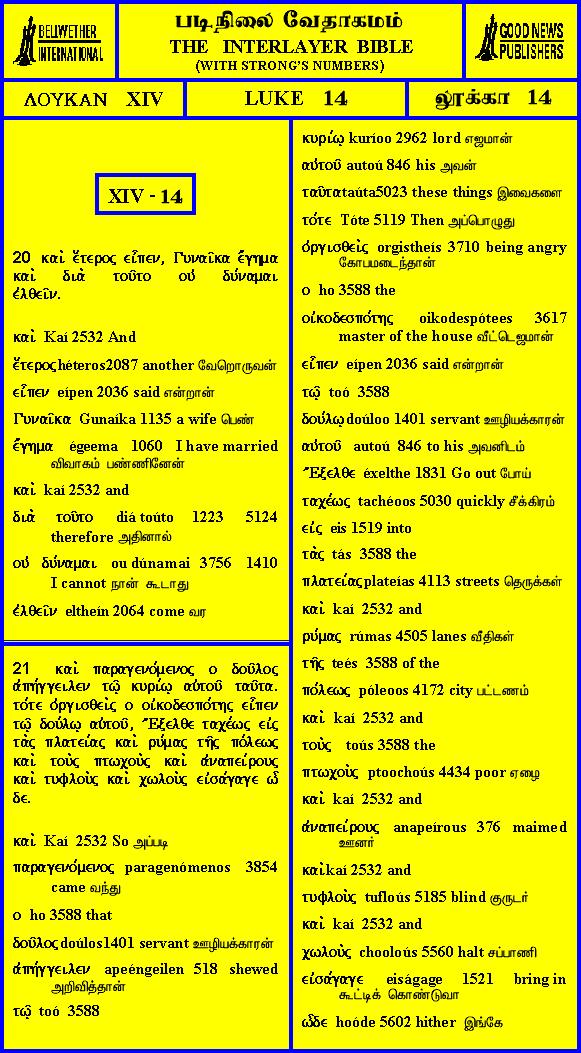 BELLWETHER
INTERNATIONAL
படிநிலை வேதாகமம்
THE INTERLAYER BIBLE
(WITH STRONG'S NUMBERS)
GOOD NEWS
PUBLISHERS
ΛΟΥΚΑΝ XIV
LUKE 14
லூக்கா 14
XIV - 14
20 καὶ ἕτερος εἶπεν, Γυναῖκα ἔγημα
καὶ διὰ τοῦτο οὐ δύναμαι
ἐλθεῖν.
καὶ Kaí 2532 And
ἕτερος héteros2087 another வேறொருவன்
εἶπεν eípen 2036 said என்றான்
Γυναῖκα Gunaíka 1135 a wife பெண்
ἔγημα égeema 1060 I have married
விவாகம் பண்ணினேன்
καὶ kaí 2532 and
διὰ τοῦτο diá toúto 1223 5124
therefore அதினால்
οὐ δύναμαι ou dúnamai 3756 1410
I cannot நான் கூடாது
ἐλθεῖν eltheín 2064 come வர
21 καὶ παραγενόμενος ο δοῦλος
ἀπήγγειλεν τῷ κυρίῳ αὐτοῦ ταῦτα.
τότε ὀργισθεὶς ο οἰκοδεσπότης εἶπεν
τῷ δούλῳ αὐτοῦ, Ἔξελθε ταχέως εἰς
τὰς πλατείας καὶ ρύμας τῆς πόλεως
καὶ τοὺς πτωχοὺς καὶ ἀναπείρους
καὶ τυφλοὺς καὶ χωλοὺς εἰσάγαγε ὧ
δε.
καὶ Kaí 2532 So அப்படி
παραγενόμενος paragenómenos 3854
came வந்து
ο ho 3588 that
δοῦλος doúlos1401 servant ஊழியக்காரன்
ἀπήγγειλεν apeéngeilen 518 shewed
அறிவித்தான்
τῷ toó 3588
κυρίῳ kuríoo 2962 lord எஜமான்
αὐτοῦ autoú 846 his அவன்
ταῦτα taúta5023 these things இவைகளை
τότε Tóte 5119 Then அப்பொழுது
ὀργισθεὶς orgistheís 3710 being angry
கோபமடைந்தான்
ο ho 3588 the
οἰκοδεσπότης oikodespótees 3617
master of the house வீட்டெஜமான்
εἶπεν eípen 2036 said என்றான்
τῷ toó 3588
δούλῳ doúloo 1401 servant ஊழியக்காரன்
αὐτοῦ autoú 846 to his அவனிடம்
Ἔξελθε éxelthe 1831 Go out போய்
ταχέως tachéoos 5030 quickly சீக்கிரம்
εἰς eis 1519 into
τὰς tás 3588 the
πλατείας plateías 4113 streets தெருக்கள்
καὶ kaí 2532 and
ρύμας rúmas 4505 lanes வீதிகள்
τῆς teés 3588 of the
πόλεως póleoos 4172 city பட்டணம்
καὶ kaí 2532 and
τοὺς toús 3588 the
πτωχοὺς ptoochoús 4434 poor ஏழை
καὶ kaí 2532 and
ἀναπείρους anapeírous 376 maimed
ஊனர்
καὶ kaí 2532 and
τυφλοὺς tufloús 5185 blind குருடர்
καὶ kaí 2532 and
χωλοὺς chooloús 5560 halt சப்பாணி
εἰσάγαγε eiságage 1521 bring in
கூட்டிக் கொண்டுவா
ὧδε hoóde 5602 hither இங்கே